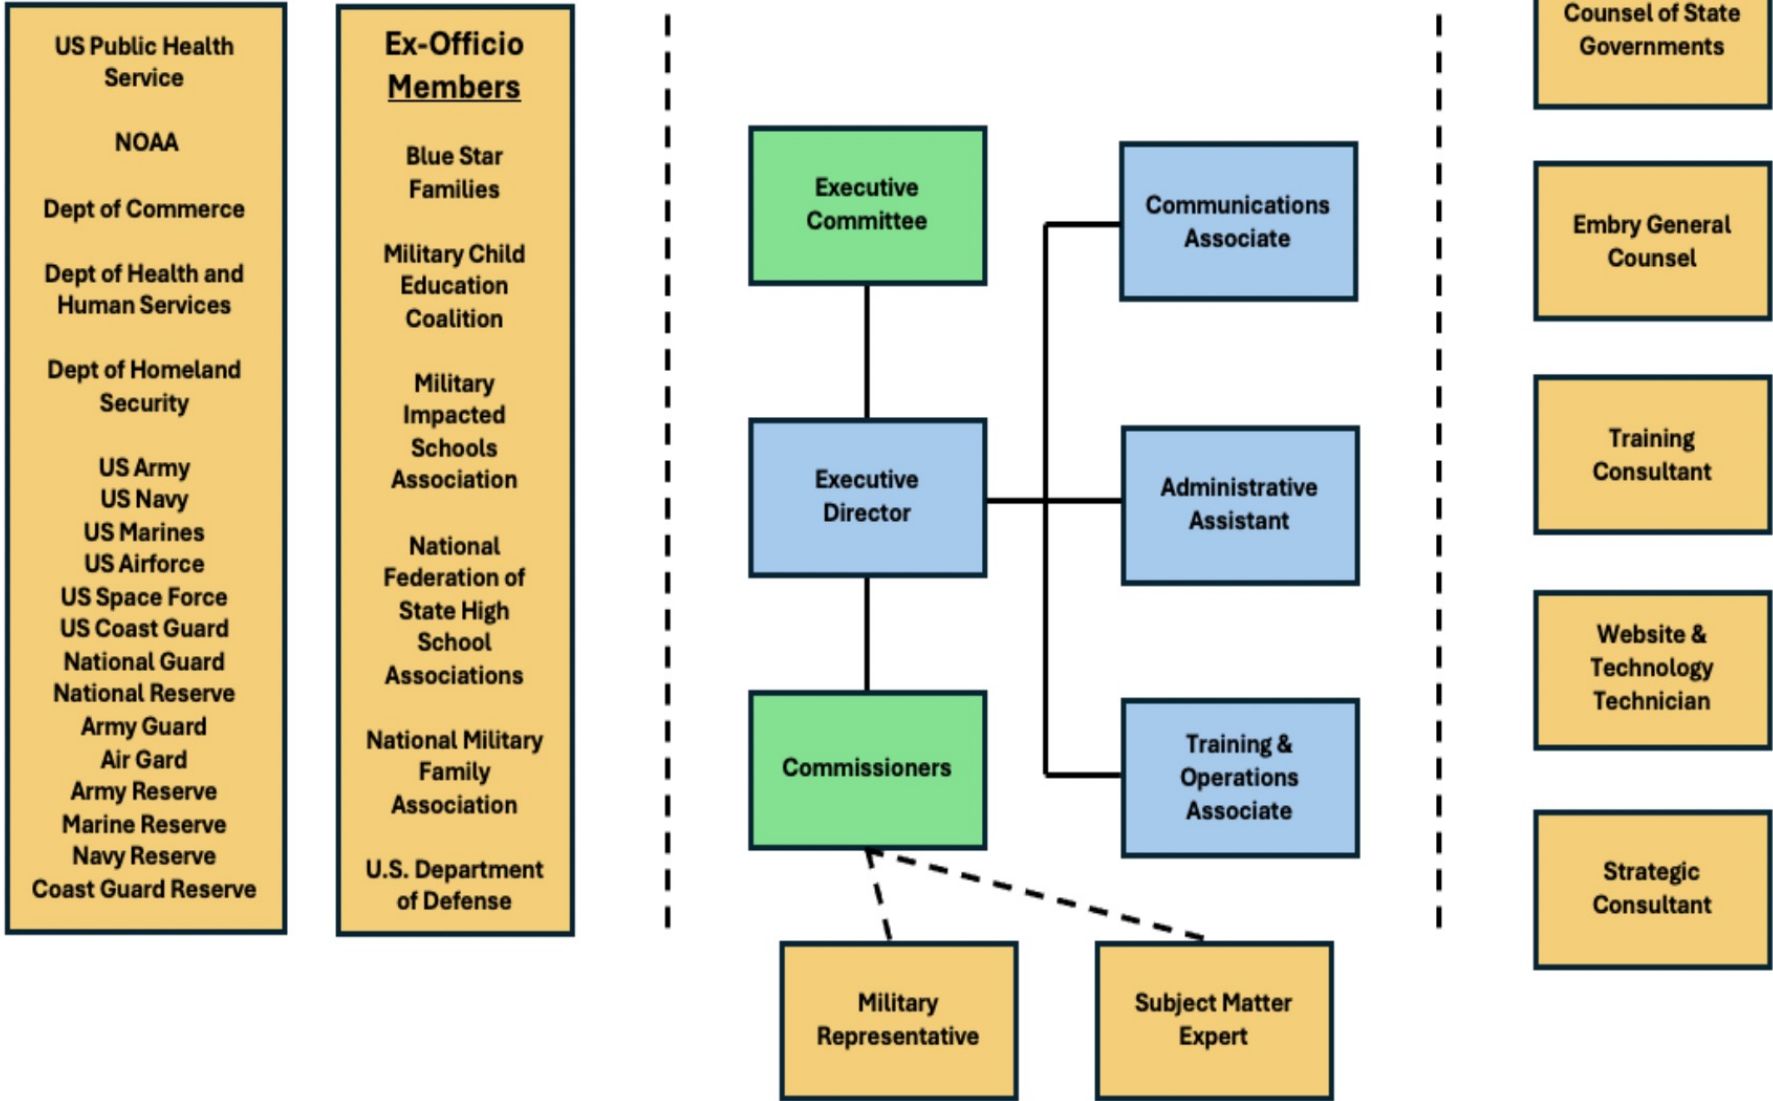 US Public Health
Service
NOAA
Dept of Commerce
Dept of Health and
Human Services
Dept of Homeland
Security
US Army
US Navy
US Marines
US Airforce
US Space Force
US Coast Guard
National Guard
National Reserve
Army Guard
Air Gard
Army Reserve
Marine Reserve
Navy Reserve
Coast Guard Reserve
Ex-Officio
Members
Blue Star
Families
Military Child
Education
Coalition
Military
Impacted
Schools
Association
National
Federation of
State High
School
Associations
National Military
Family
Association
U.S. Department
of Defense
Executive
Committee
Executive
Director
Commissioners
Military
Representative
Subject Matter
Expert
Communications
Associate
Administrative
Assistant
Training &
Operations
Associate
Counsel of State
Governments
Embry General
Counsel
Training
Consultant
Website &
Technology
Technician
Strategic
Consultant